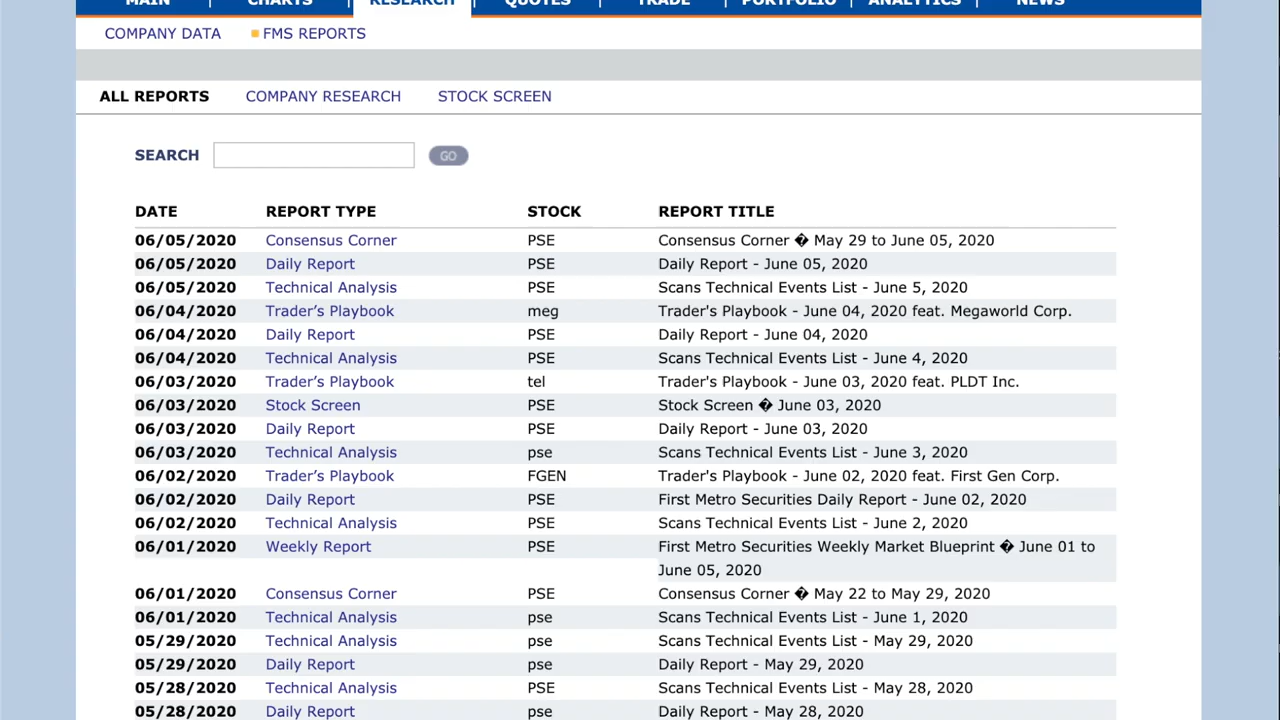 MAIN CHARTS RESEARCH QUOTES TRADE PORTFOLIO ANALYTICS NEWS
COMPANY DATA FMS REPORTS
ALL REPORTS COMPANY RESEARCH STOCK SCREEN
SEARCH GO
DATE REPORT TYPE STOCK REPORT TITLE
06/05/2020 Consensus Corner PSE Consensus Corner � May 29 to June 05, 2020
06/05/2020 Daily Report PSE Daily Report - June 05, 2020
06/05/2020 Technical Analysis PSE Scans Technical Events List - June 5, 2020
06/04/2020 Trader’s Playbook meg Trader's Playbook - June 04, 2020 feat. Megaworld Corp.
06/04/2020 Daily Report PSE Daily Report - June 04, 2020
06/04/2020 Technical Analysis PSE Scans Technical Events List - June 4, 2020
06/03/2020 Trader’s Playbook tel Trader's Playbook - June 03, 2020 feat. PLDT Inc.
06/03/2020 Stock Screen PSE Stock Screen � June 03, 2020
06/03/2020 Daily Report PSE Daily Report - June 03, 2020
06/03/2020 Technical Analysis pse Scans Technical Events List - June 3, 2020
06/02/2020 Trader’s Playbook FGEN Trader's Playbook - June 02, 2020 feat. First Gen Corp.
06/02/2020 Daily Report PSE First Metro Securities Daily Report - June 02, 2020
06/02/2020 Technical Analysis PSE Scans Technical Events List - June 2, 2020
06/01/2020 Weekly Report PSE First Metro Securities Weekly Market Blueprint � June 01 to
June 05, 2020
06/01/2020 Consensus Corner PSE Consensus Corner � May 22 to May 29, 2020
06/01/2020 Technical Analysis pse Scans Technical Events List - June 1, 2020
05/29/2020 Technical Analysis pse Scans Technical Events List - May 29, 2020
05/29/2020 Daily Report pse Daily Report - May 29, 2020
05/28/2020 Technical Analysis PSE Scans Technical Events List - May 28, 2020
05/28/2020 Daily Report pse Daily Report - May 28, 2020